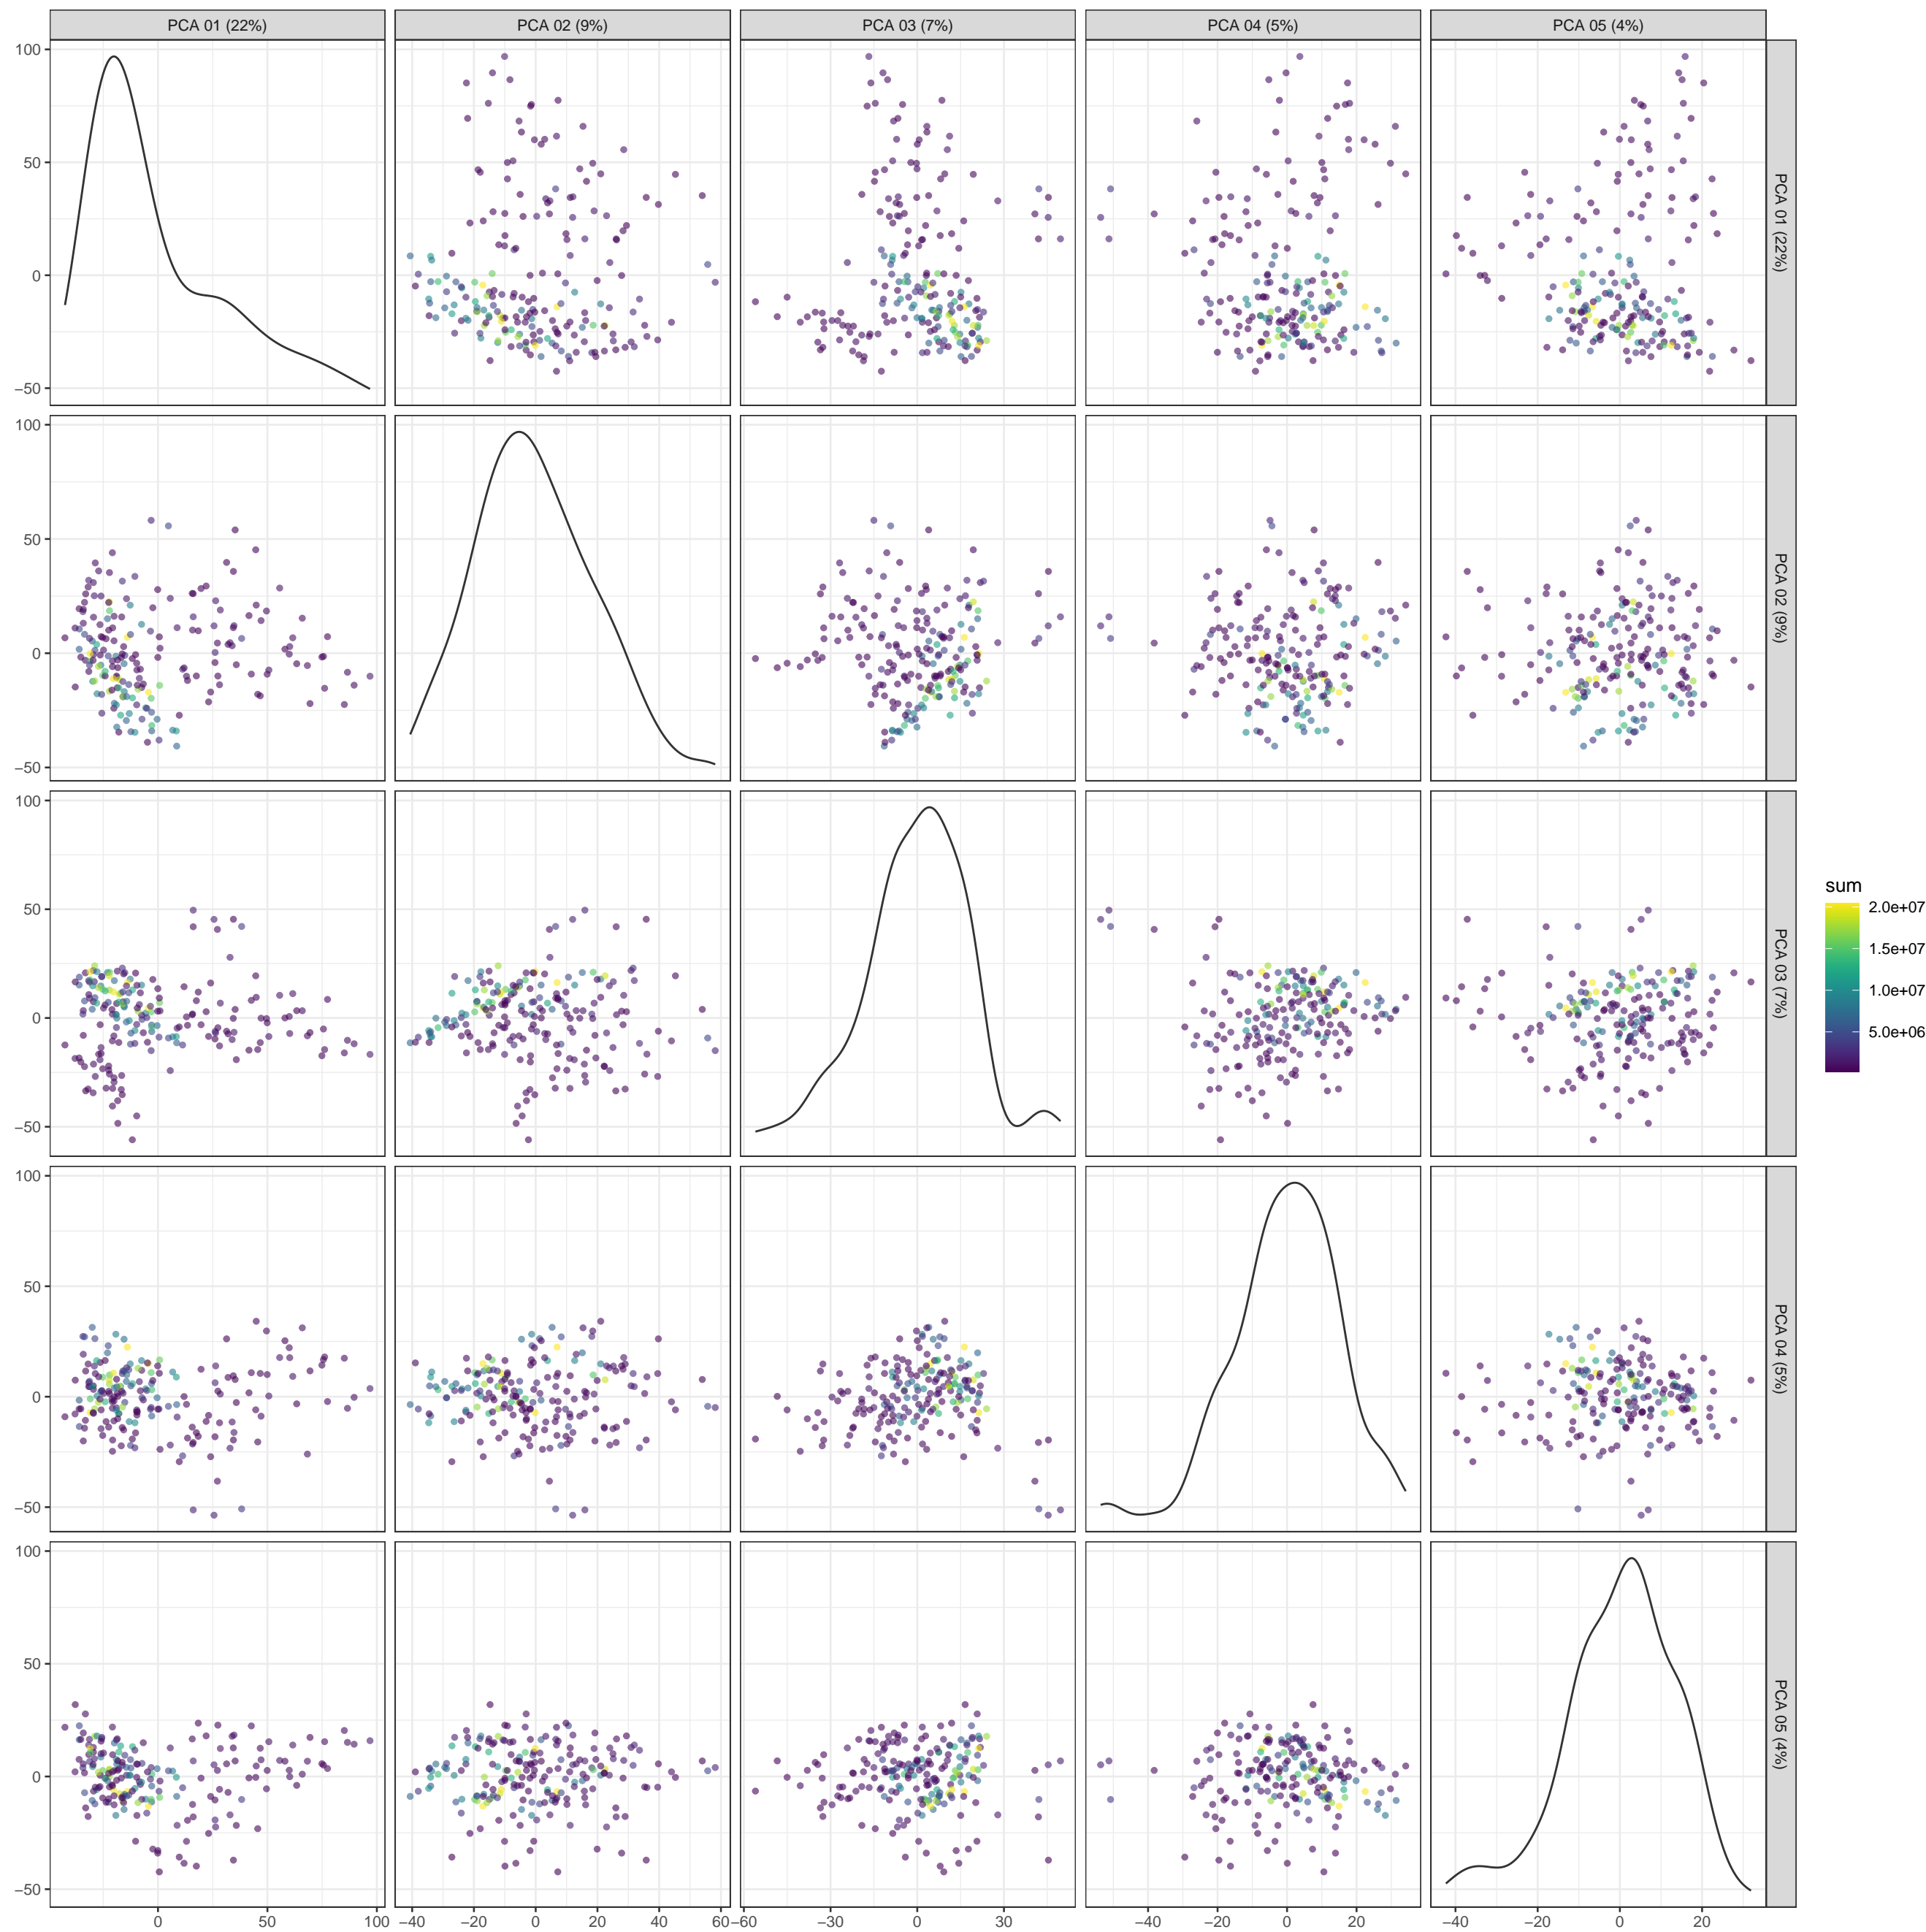 PCA 01 (22%) PCA 02 (9%) PCA 03 (7%) PCA 04 (5%) PCA 05 (4%)
100
50
0
−50
PCA 01 (22%)
100
50
0
−50
PCA 02 (9%)
100
50
0
−50
PCA 03 (7%)
100
50
0
−50
PCA 04 (5%)
100
50
0
−50
PCA 05 (4%)
0 50 100 −40 −20 0 20 40 60 −60 −30 0 30 −40 −20 0 20 −40 −20 0 20
sum
2.0e+07
1.5e+07
1.0e+07
5.0e+06